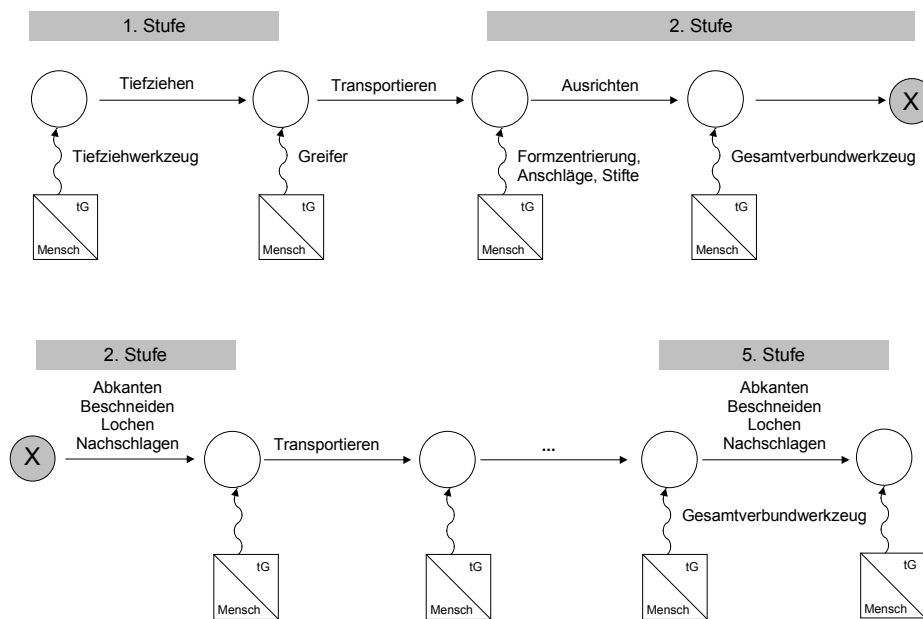 1. Stufe
2. Stufe
Tiefziehen
Transportieren
Ausrichten
X
Tiefziehwerkzeug
Greifer
Formzentrierung,
Anschläge, Stifte
Gesamtverbundwerkzeug
tG
Mensch
tG
Mensch
tG
Mensch
tG
Mensch
2. Stufe
5. Stufe
Abkanten
Beschneiden
Lochen
Nachschlagen
Abkanten
Beschneiden
Lochen
Nachschlagen
X
Transportieren
...
Gesamtverbundwerkzeug
tG
Mensch
tG
Mensch
tG
Mensch
tG
Mensch